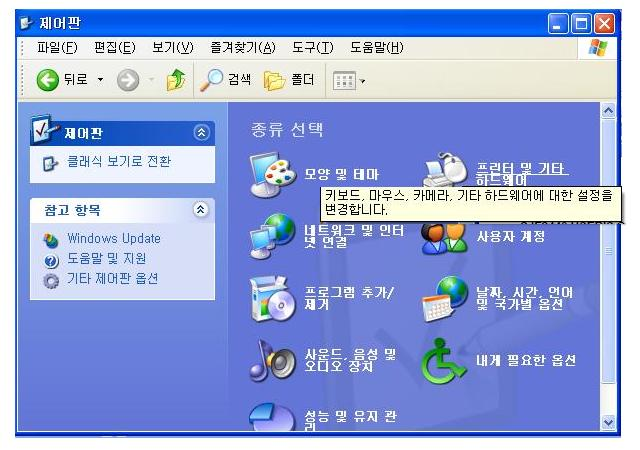 제어판
파일(F) 편집(E) 보기(V) 즐겨찾기(A) 도구(T) 도움말(H)
뒤로 검색 폴더
제어판
클래식 보기로 전환
참고 항목
Windows Update
도움말 및 지원
기타 제어판 옵션
종류 선택
모양 및 테마
프린터 및 기타
하드웨어
키보드, 마우스, 카메라, 기타 하드웨어에 대한 설정을
변경합니다.
네트워크 및 인터
넷 연결
사용자 계정
프로그램 추가/
제거
날짜, 시간, 언어
및 국가별 옵션
사운드, 음성 및
오디오 장치
내게 필요한 옵션
성능 및 유지 관
리